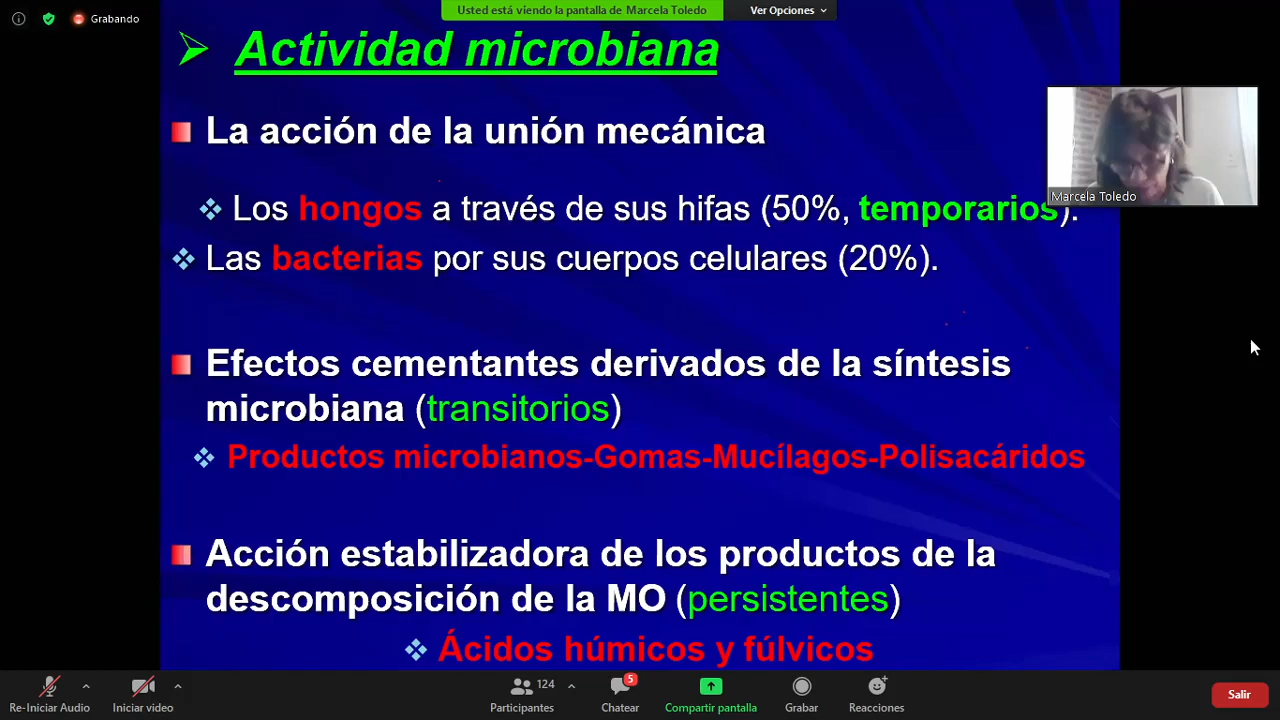 Grabando
Usted está viendo la pantalla de Marcela Toledo
Ver Opciones
Actividad microbiana
La acción de la unión mecánica
Los hongos a través de sus hifas (50%, temporarios).
Marcela Toledo
Las bacterias por sus cuerpos celulares (20%).
Efectos cementantes derivados de la síntesis
microbiana (transitorios)
Productos microbianos-Gomas-Mucílagos-Polisacáridos
Acción estabilizadora de los productos de la
descomposición de la MO (persistentes)
Ácidos húmicos y fúlvicos
Re-Iniciar Audio
Iniciar video
124
Participantes
5
Chatear
Compartir pantalla
Grabar
Reacciones
Salir